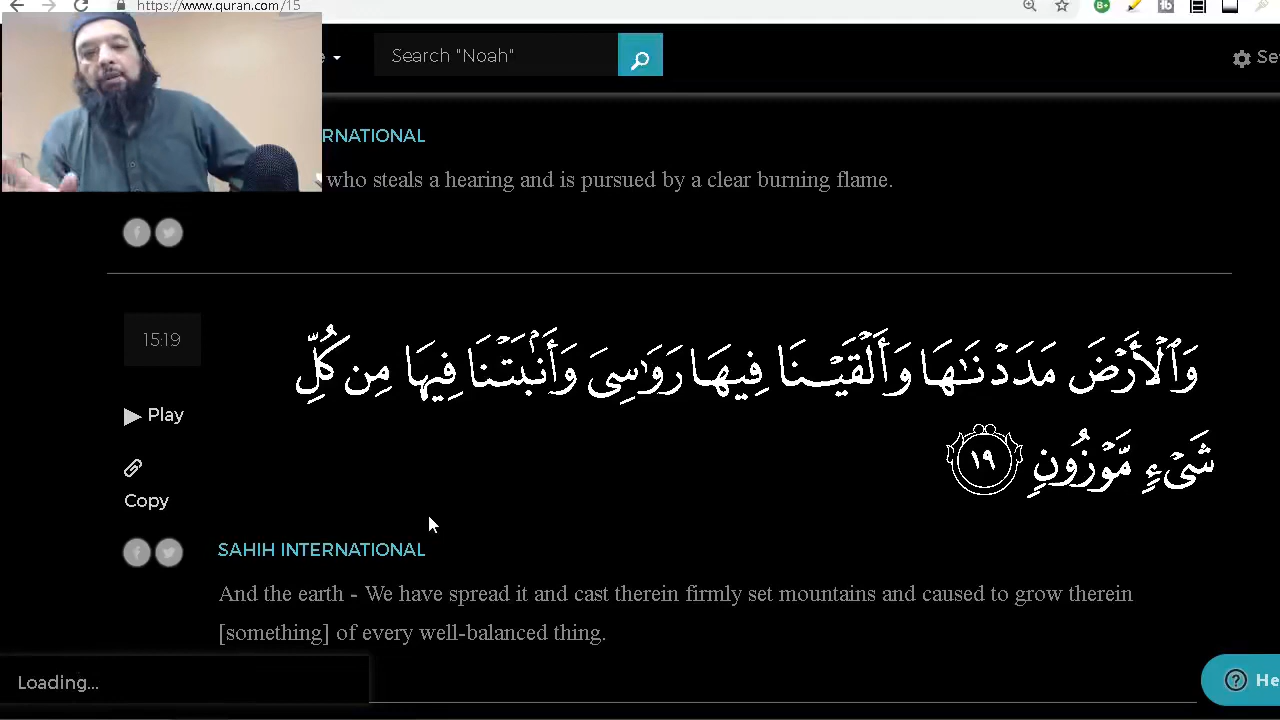 https://www.quran.com/15
Search "Noah"
who steals a hearing and is pursued by a clear burning flame.
15:19
وَٱلْأَرْضَ مَدَدْنَـٰهَا وَأَلْقَيْنَا فِيهَا رَوَٰسِىَ وَأَنۢبَتْنَا فِيهَا مِن كُلِّ
شَىْءٍ مَّوْزُونٍ ١٩
Play
Copy
SAHIH INTERNATIONAL
And the earth - We have spread it and cast therein firmly set mountains and caused to grow therein
[something] of every well-balanced thing.
Loading...